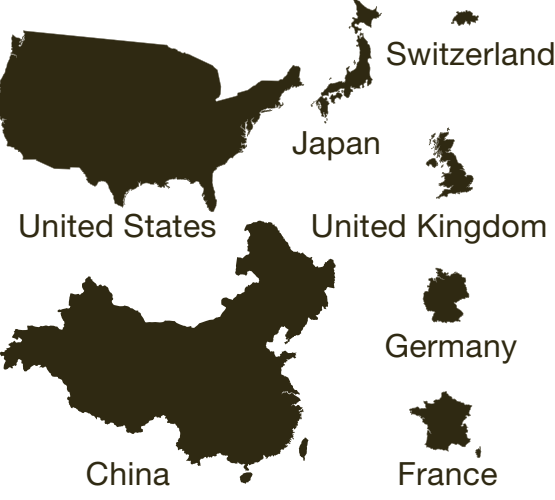 Switzerland
Japan
United States
United Kingdom
Germany
China
France